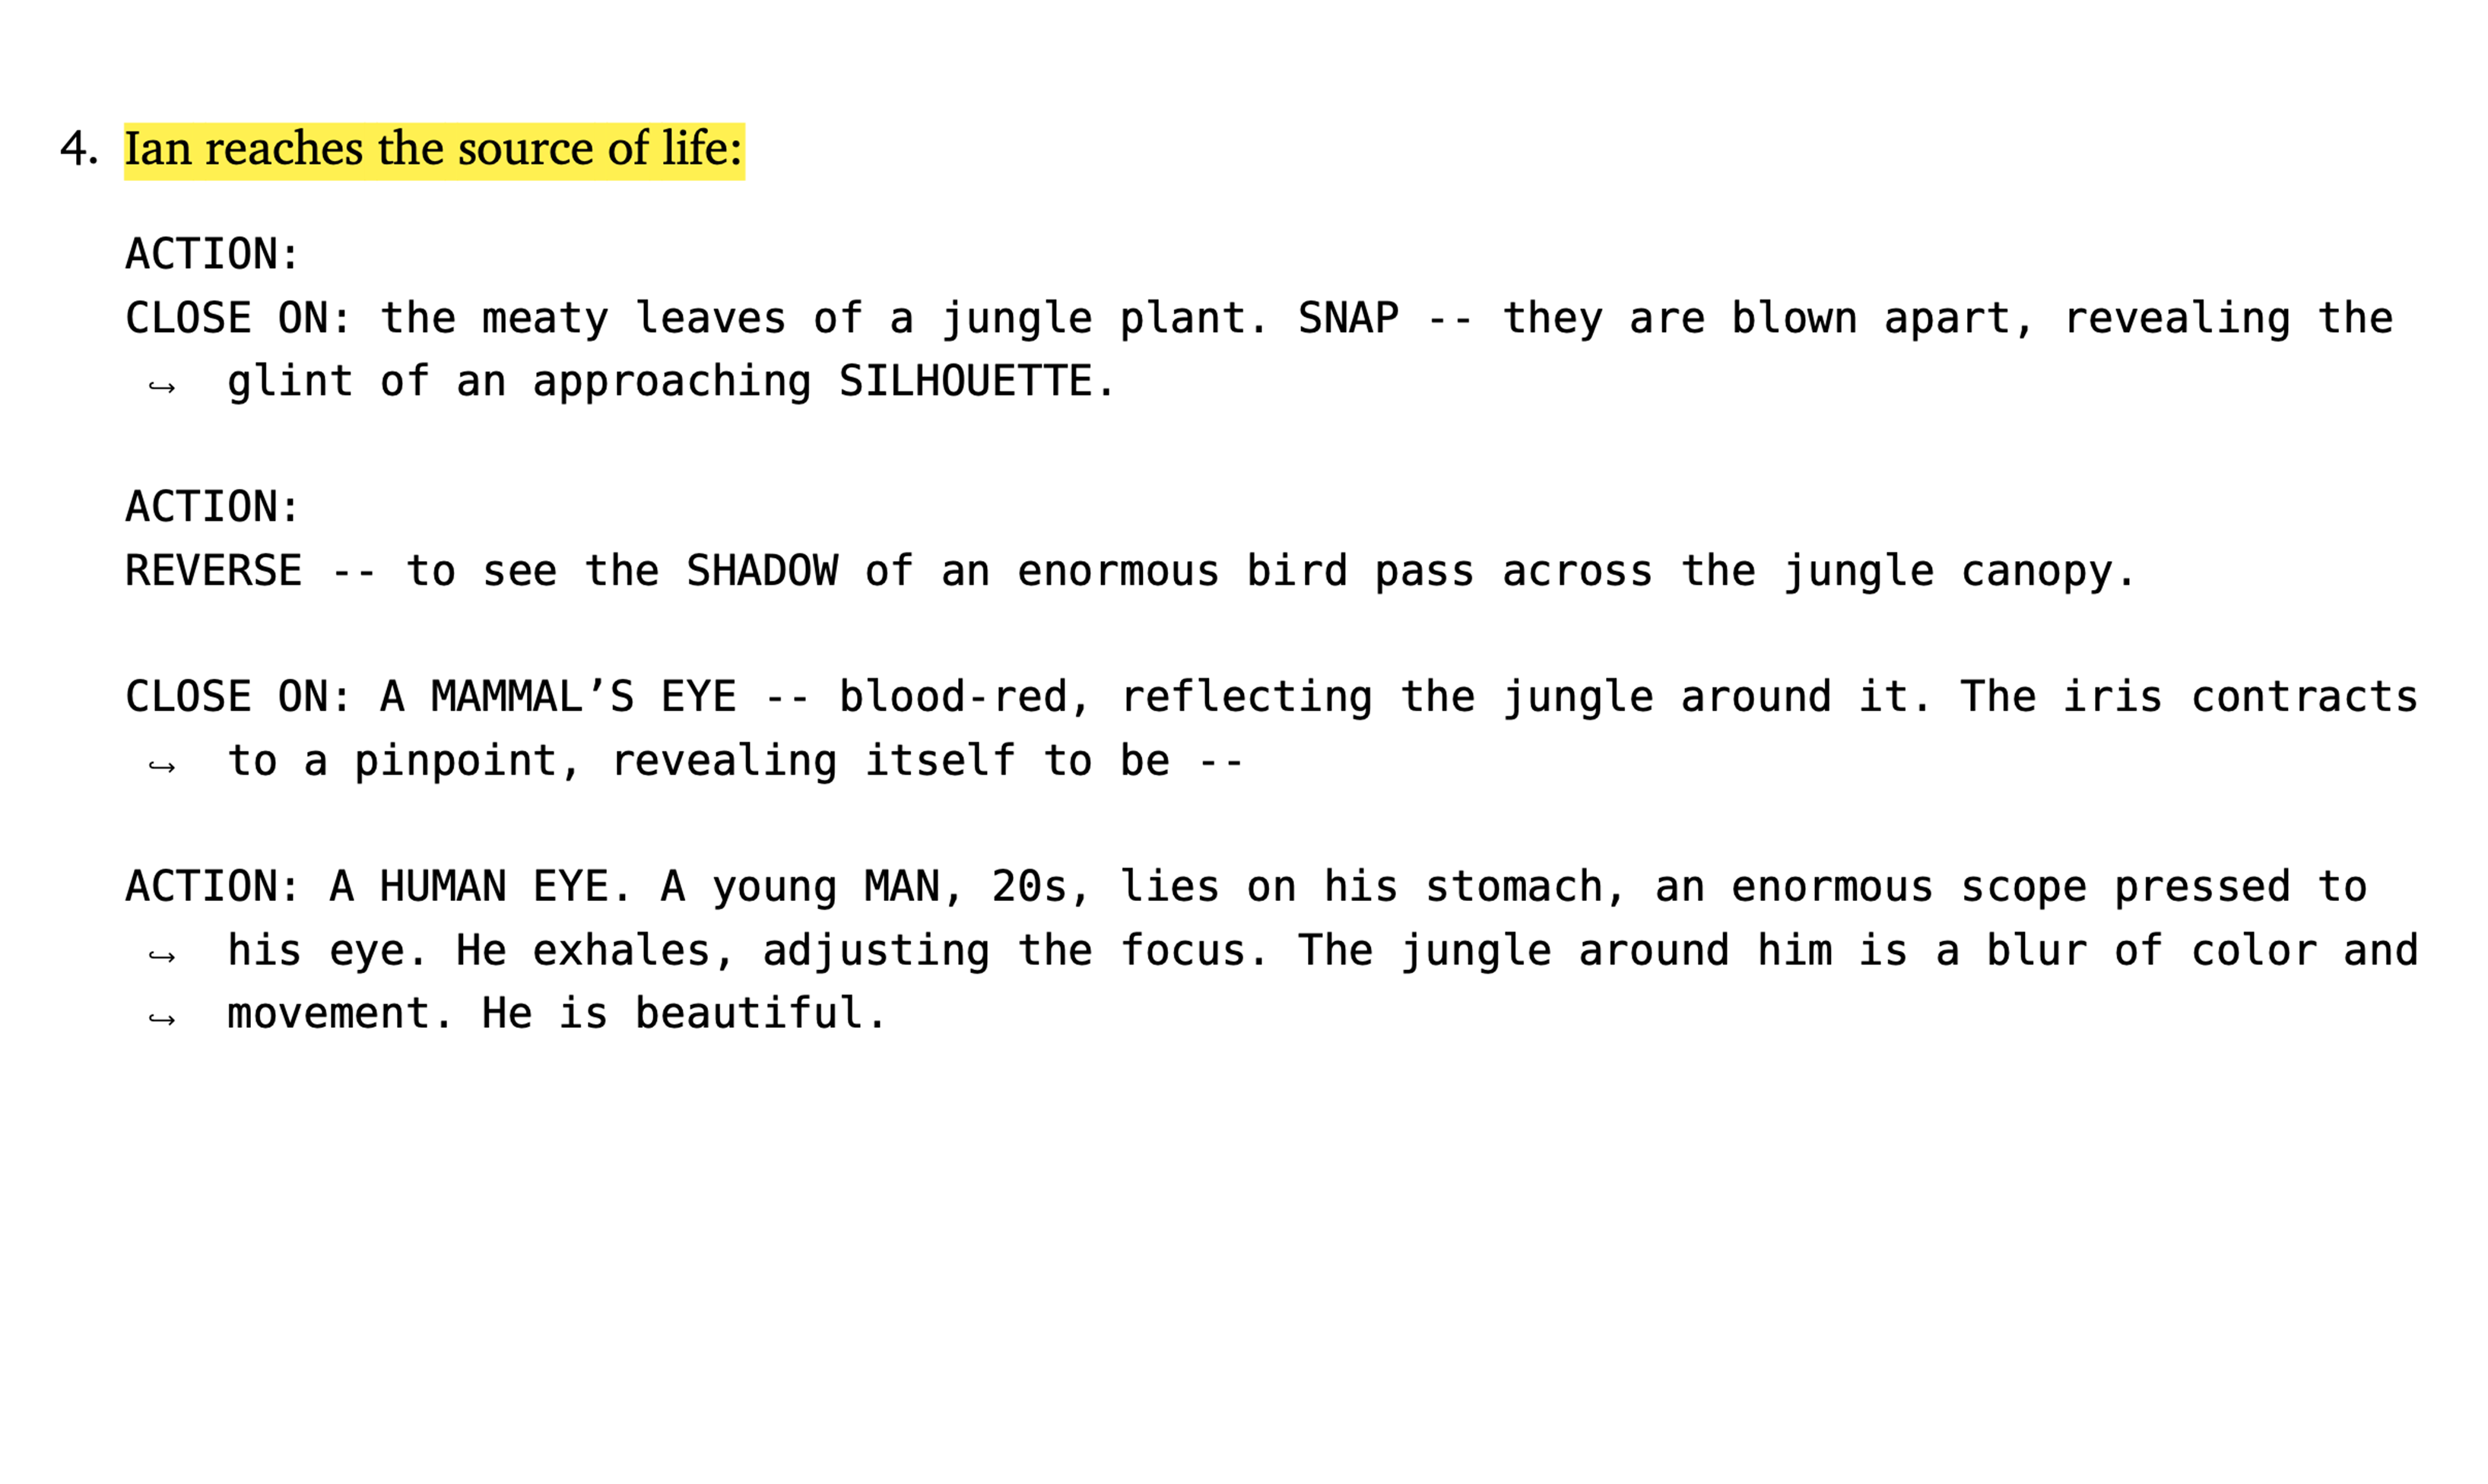 4. Ian reaches the source of life:
ACTION:
CLOSE ON: the meaty leaves of a jungle plant. SNAP -- they are blown apart, revealing the
↪ glint of an approaching SILHOUETTE.
ACTION:
REVERSE -- to see the SHADOW of an enormous bird pass across the jungle canopy.
CLOSE ON: A MAMMAL’S EYE -- blood-red, reflecting the jungle around it. The iris contracts
↪ to a pinpoint, revealing itself to be --
ACTION: A HUMAN EYE. A young MAN, 20s, lies on his stomach, an enormous scope pressed to
↪ his eye. He exhales, adjusting the focus. The jungle around him is a blur of color and
↪ movement. He is beautiful.